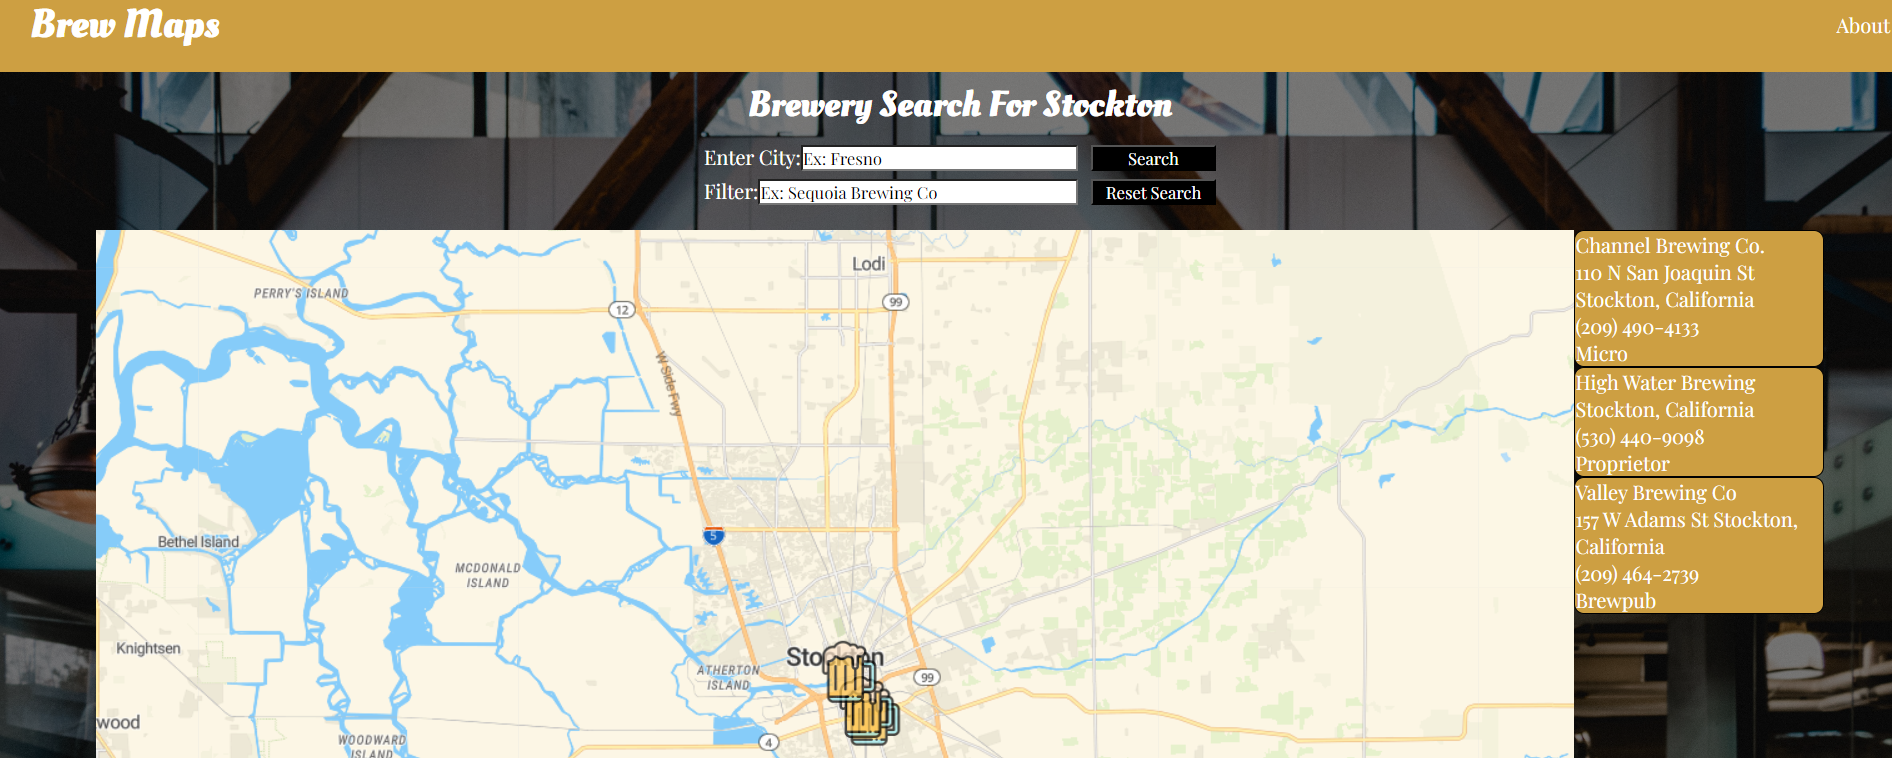 Brew Maps
About
Brewery Search For Stockton
Enter City: Ex: Fresno
Search
Filter: Ex: Sequoia Brewing Co
Reset Search
Lodi
PERRY'S ISLAND
99
12
W Side Fwy
5
Bethel Island
MCDONALD
ISLAND
Knightsen
ATHERTON
ISLAND
99
wood
WOODWARD
ISLAND
4
Channel Brewing Co.
110 N San Joaquin St
Stockton, California
(209) 490-4133
Micro
High Water Brewing
Stockton, California
(530) 440-9098
Proprietor
Valley Brewing Co
157 W Adams St Stockton,
California
(209) 464-2739
Brewpub